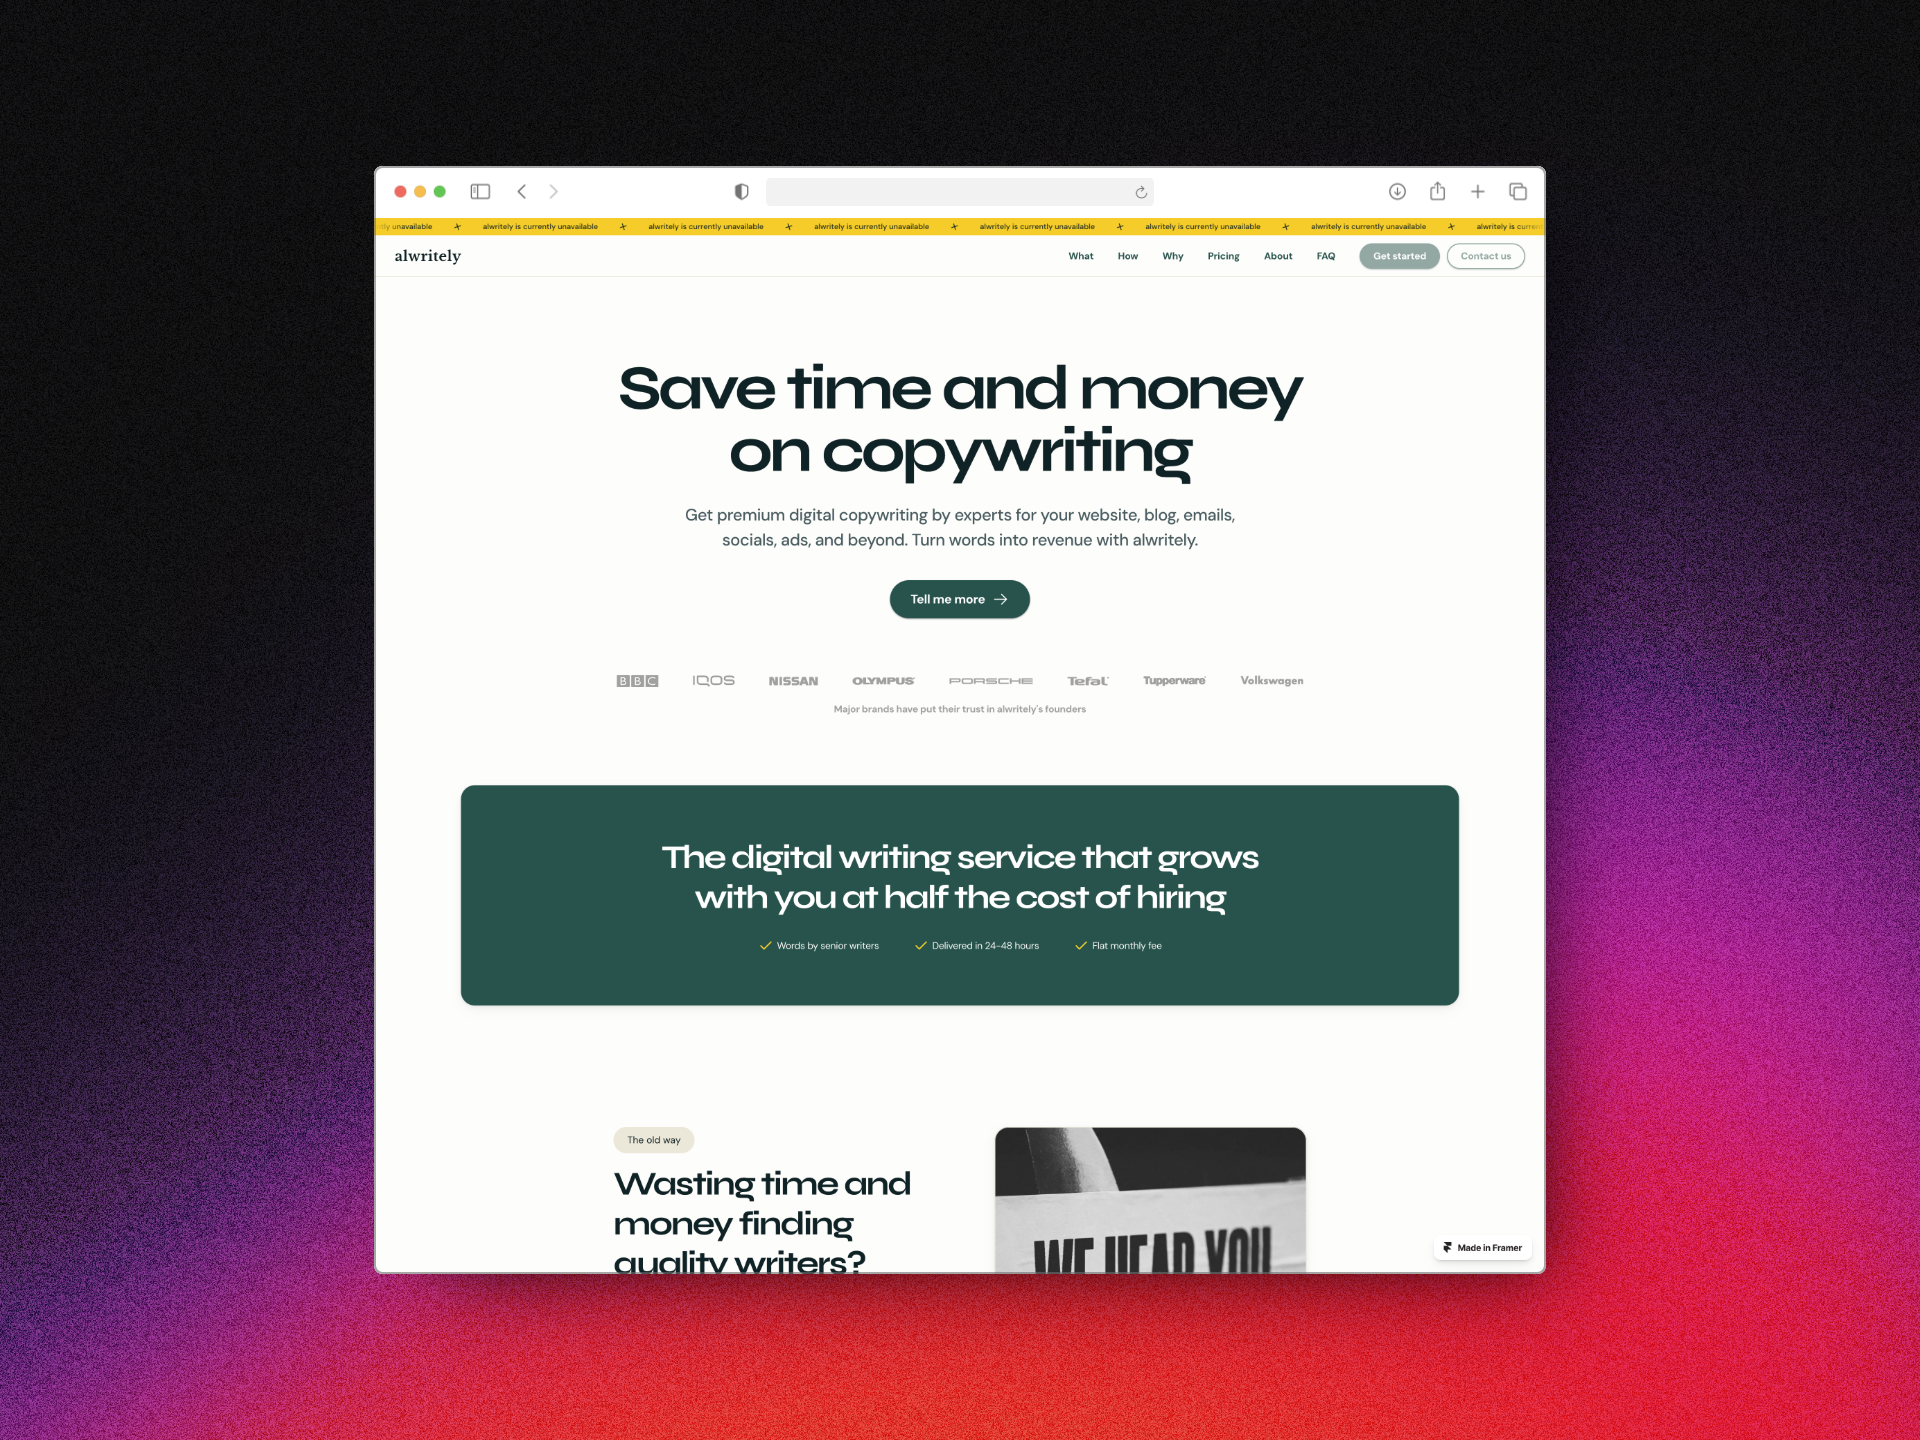 unavailable alwritely is currently unavailable alwritely is currently unavailable alwritely is currently unavailable alwritely is currently unavailable alwritely is currently unavailable alwritely is currently unavailable alwritely is
alwritely What How Why Pricing About FAQ Get started Contact us
Save time and money
on copywriting
Get premium digital copywriting by experts for your website, blog, emails,
socials, ads, and beyond. Turn words into revenue with alwritely.
Tell me more →
BBC IQOS NISSAN OLYMPUS PORSCHE Tefal Tupperware Volkswagen
Major brands have put their trust in alwritely's founders
The digital writing service that grows
with you at half the cost of hiring
Words by senior writers Delivered in 24-48 hours Flat monthly fee
The old way
Wasting time and
money finding
quality writers?
WE HEAR YOU
Made in Framer